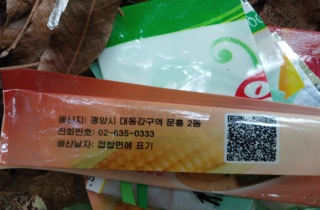 생산지: 평양시 대동강구역 문흥 2동
전화번호: 02-635-0333
생산날자: 접합면에 표기